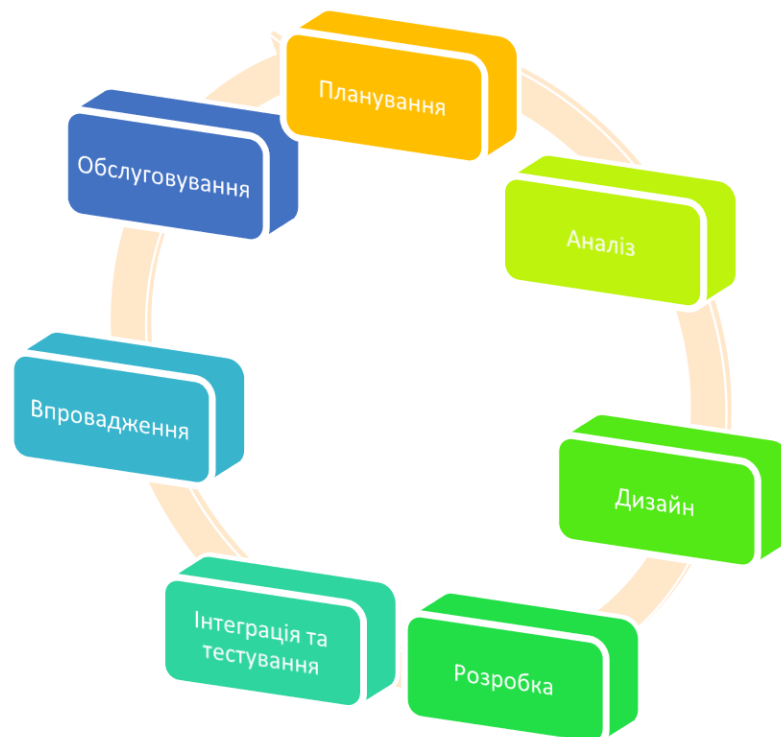 Планування
Аналіз
Дизайн
Розробка
Інтеграція та
тестування
Впровадження
Обслуговування